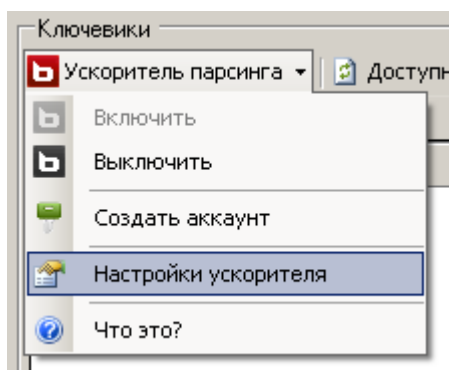 Ключевики
Ускоритель парсинга Доступн
Включить
Выключить
Создать аккаунт
Настройки ускорителя
Что это?